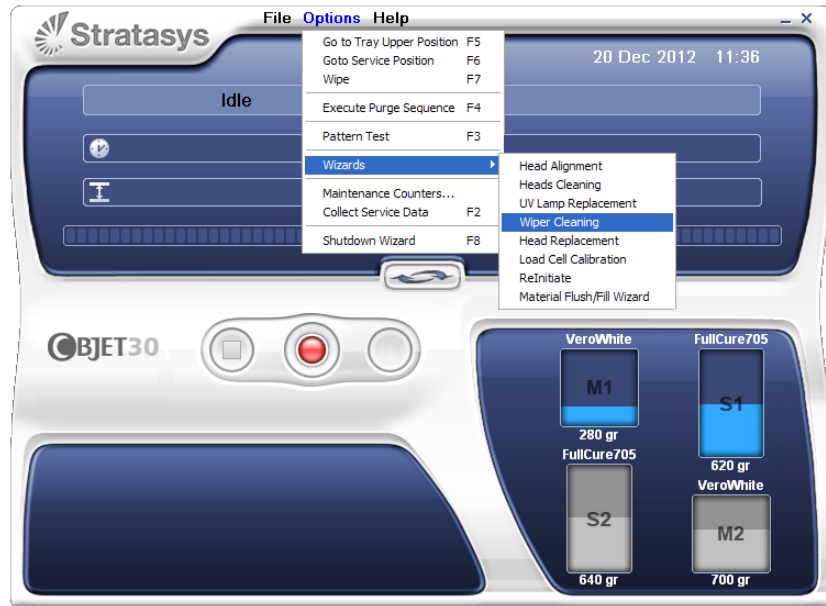 File Options Help
Stratasys
20 Dec 2012 11:36
Idle
Go to Tray Upper Position F5
Goto Service Position F6
Wipe F7
Execute Purge Sequence F4
Pattern Test F3
Wizards
Maintenance Counters...
Collect Service Data F2
Shutdown Wizard F8
Head Alignment
Heads Cleaning
UV Lamp Replacement
Wiper Cleaning
Head Replacement
Load Cell Calibration
ReInitiate
Material Flush/Fill Wizard
OBJET30
VeroWhite
M1
280 gr
FullCure705
S1
620 gr
FullCure705
S2
640 gr
VeroWhite
M2
700 gr